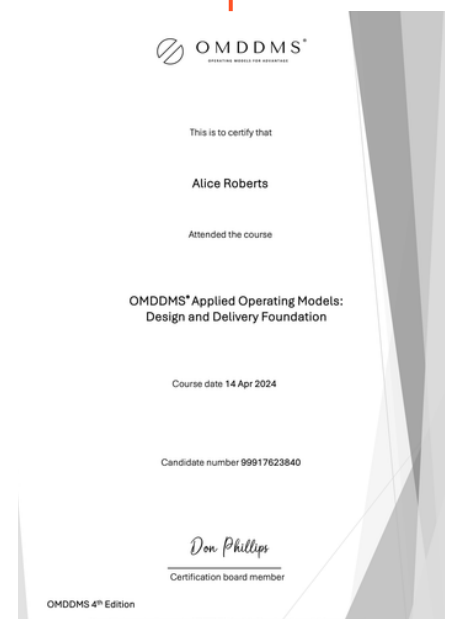 OMDDMS®
OPERATING MODELS FOR ADVANTAGE
This is to certify that
Alice Roberts
Attended the course
OMDDMS® Applied Operating Models:
Design and Delivery Foundation
Course date 14 Apr 2024
Candidate number 99917623840
Don Phillips
Certification board member
OMDDMS 4th Edition